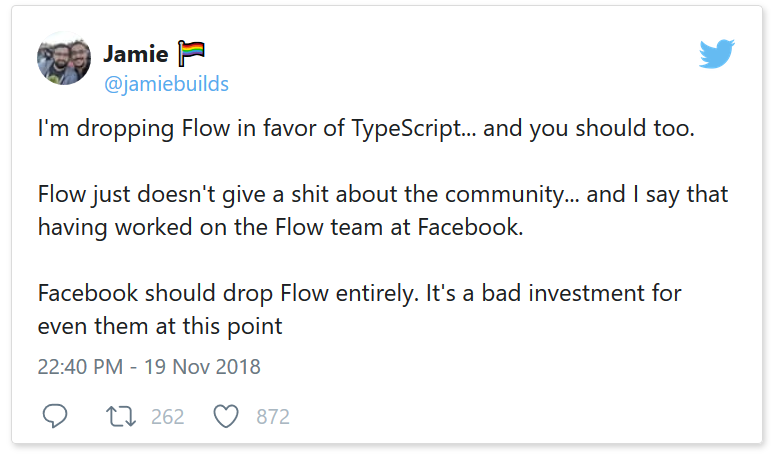 Jamie 🏳️‍🌈
@jamiebuilds
I'm dropping Flow in favor of TypeScript... and you should too.
Flow just doesn't give a shit about the community... and I say that
having worked on the Flow team at Facebook.
Facebook should drop Flow entirely. It's a bad investment for
even them at this point
22:40 PM - 19 Nov 2018
262 872